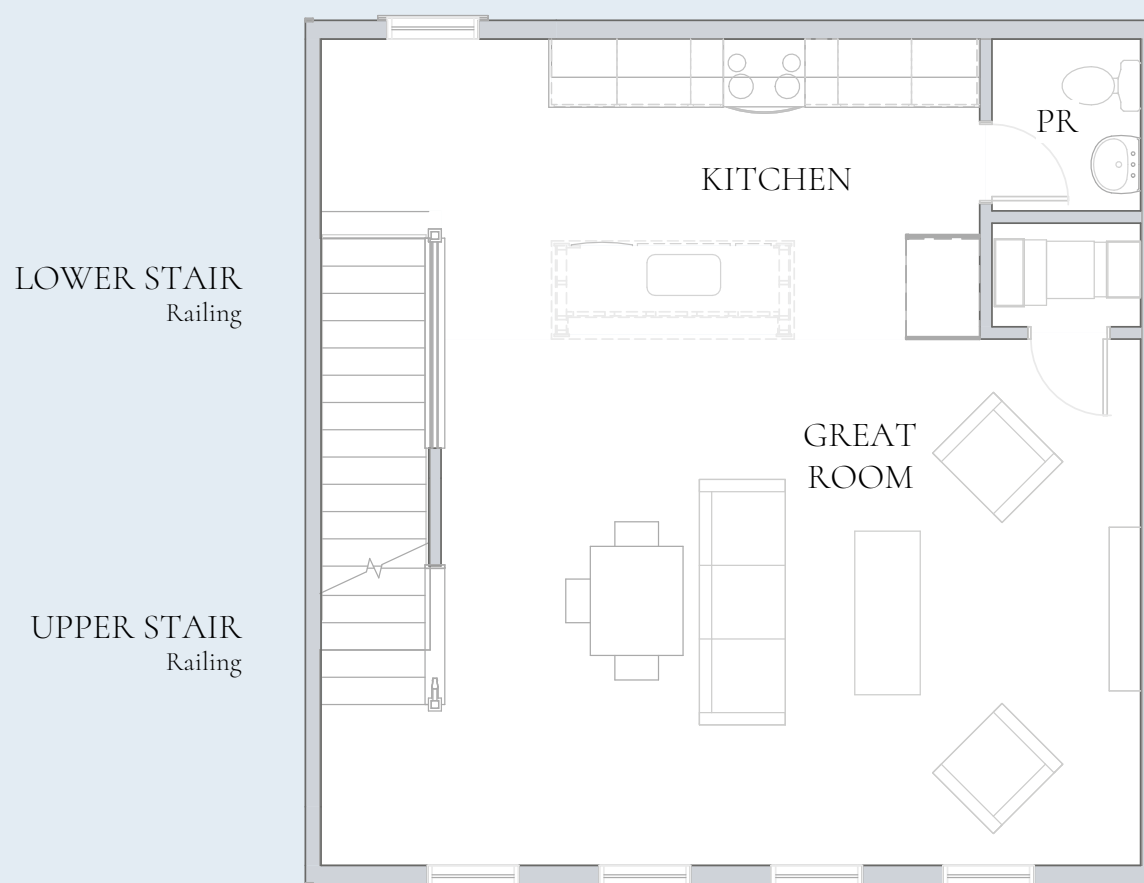 PR
KITCHEN
LOWER STAIR
Railing
GREAT
ROOM
UPPER STAIR
Railing